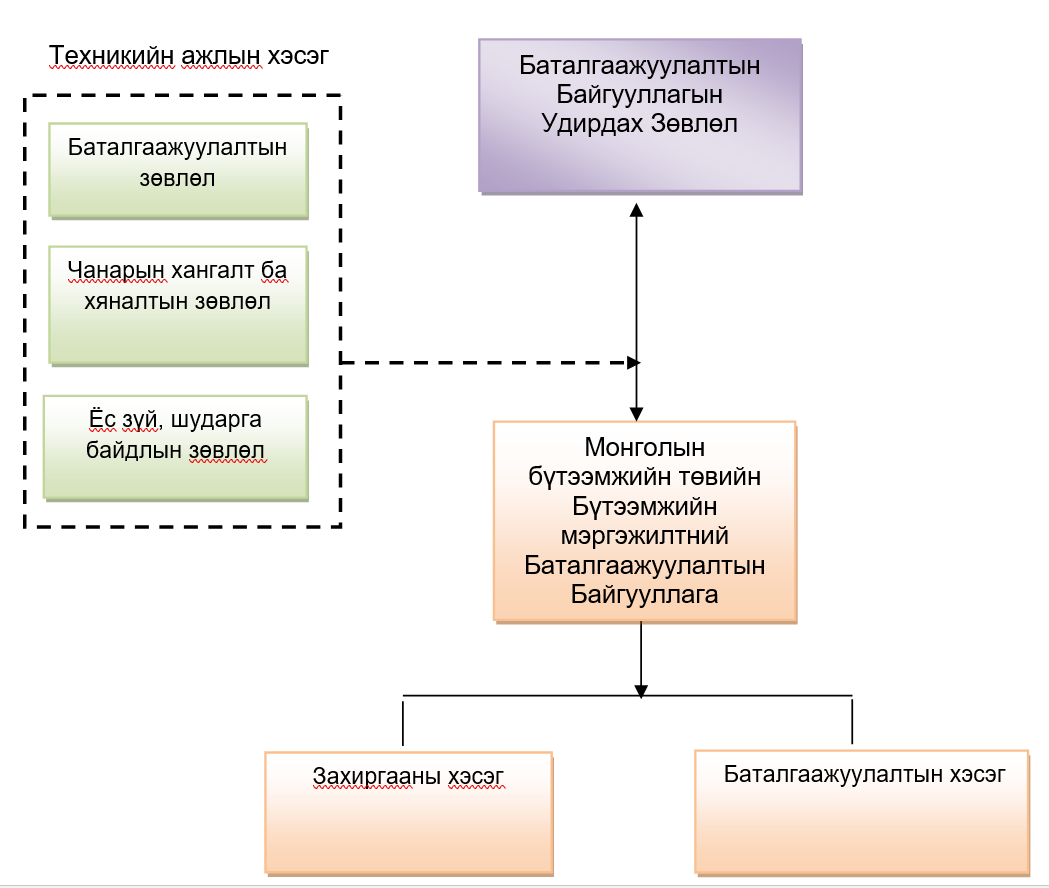 Техникийн ажлын хэсэг
Баталгаажуулалтын
зөвлөл
Чанарын хангалт ба
хяналтын зөвлөл
Ёс зүй, шударга
байдлын зөвлөл
Баталгаажуулалтын
Байгууллагын
Удирдах Зөвлөл
Монголын
бүтээмжийн төвийн
Бүтээмжийн
мэргэжилтний
Баталгаажуулалтын
Байгууллага
Захиргааны хэсэг
Баталгаажуулалтын хэсэг